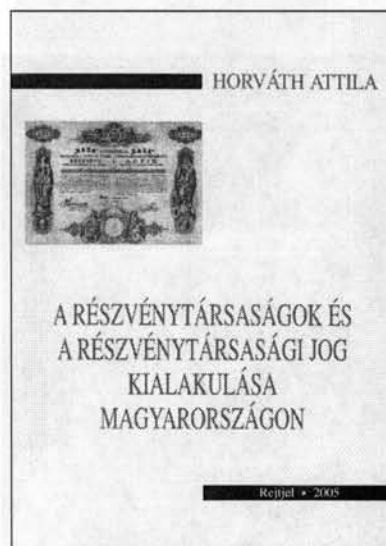 HORVÁTH ATTILA
A RÉSZVÉNYTÁRSASÁGOK ÉS
A RÉSZVÉNYTÁRSASÁGI JOG
KIALAKULÁSA
MAGYARORSZÁGON
Rejtjel • 2005